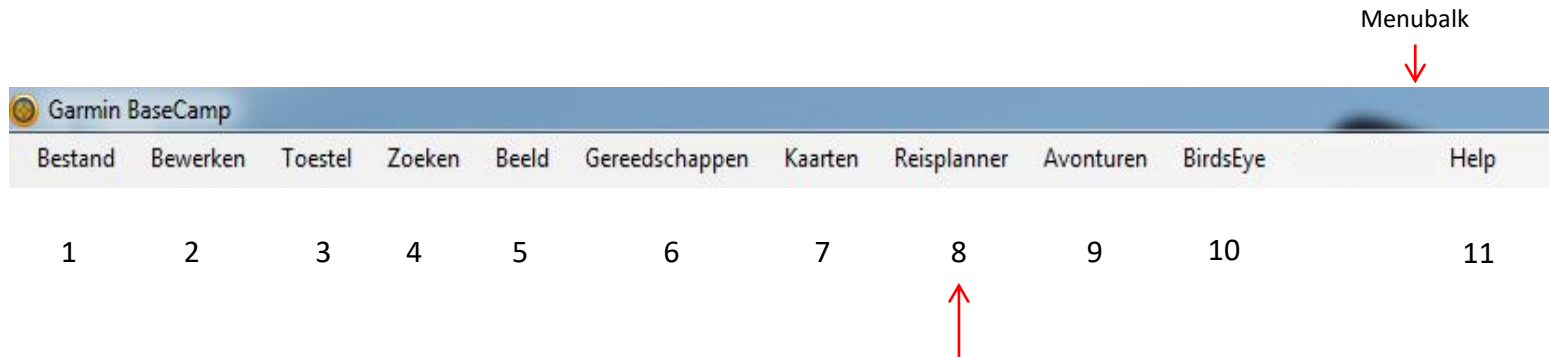 Menubalk
Garmin BaseCamp
Bestand Bewerken Toestel Zoeken Beeld Gereedschappen Kaarten Reisplanner Avonturen BirdsEye Help
1 2 3 4 5 6 7 8 9 10 11